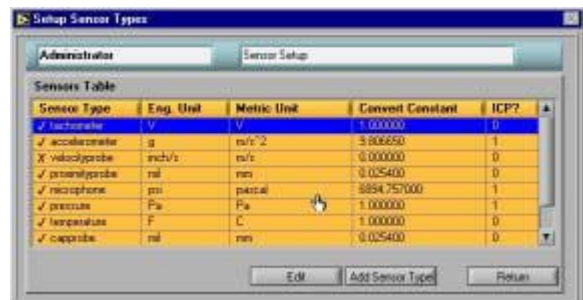 Setup Sensor Types
Administrator Sensor Setup
Sensors Table
Sensor Type Eng. Unit Metric Unit Convert Constant ICP?
✓ tachometer V V 1.000000 0
✓ accelerometer g m/s^2 9.806650 1
X velocityprobe inch/s m/s 0.000000 0
✓ proximityprobe mil mm 0.025400 0
✓ microphone psi pascal 6894.757000 1
✓ pressure Pa Pa 1.000000 1
✓ temperature F C 1.000000 0
✓ capprobe mil mm 0.025400 0
Edit Add Sensor Type Return